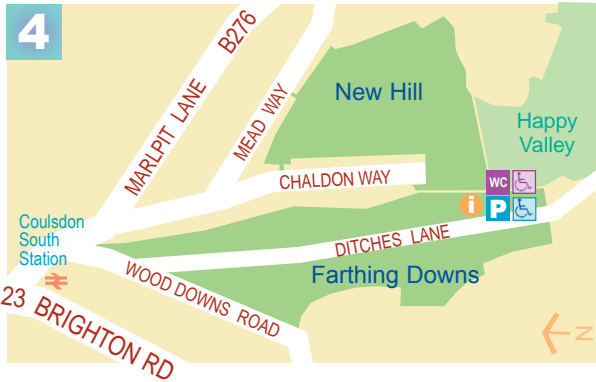 4
MARLPIT LANE B276
MEAD WAY
New Hill
Happy
Valley
CHALDON WAY
WC
i
P
Coulsdon
South
Station
DITCHES LANE
WOOD DOWNS ROAD
Farthing Downs
23 BRIGHTON RD
N